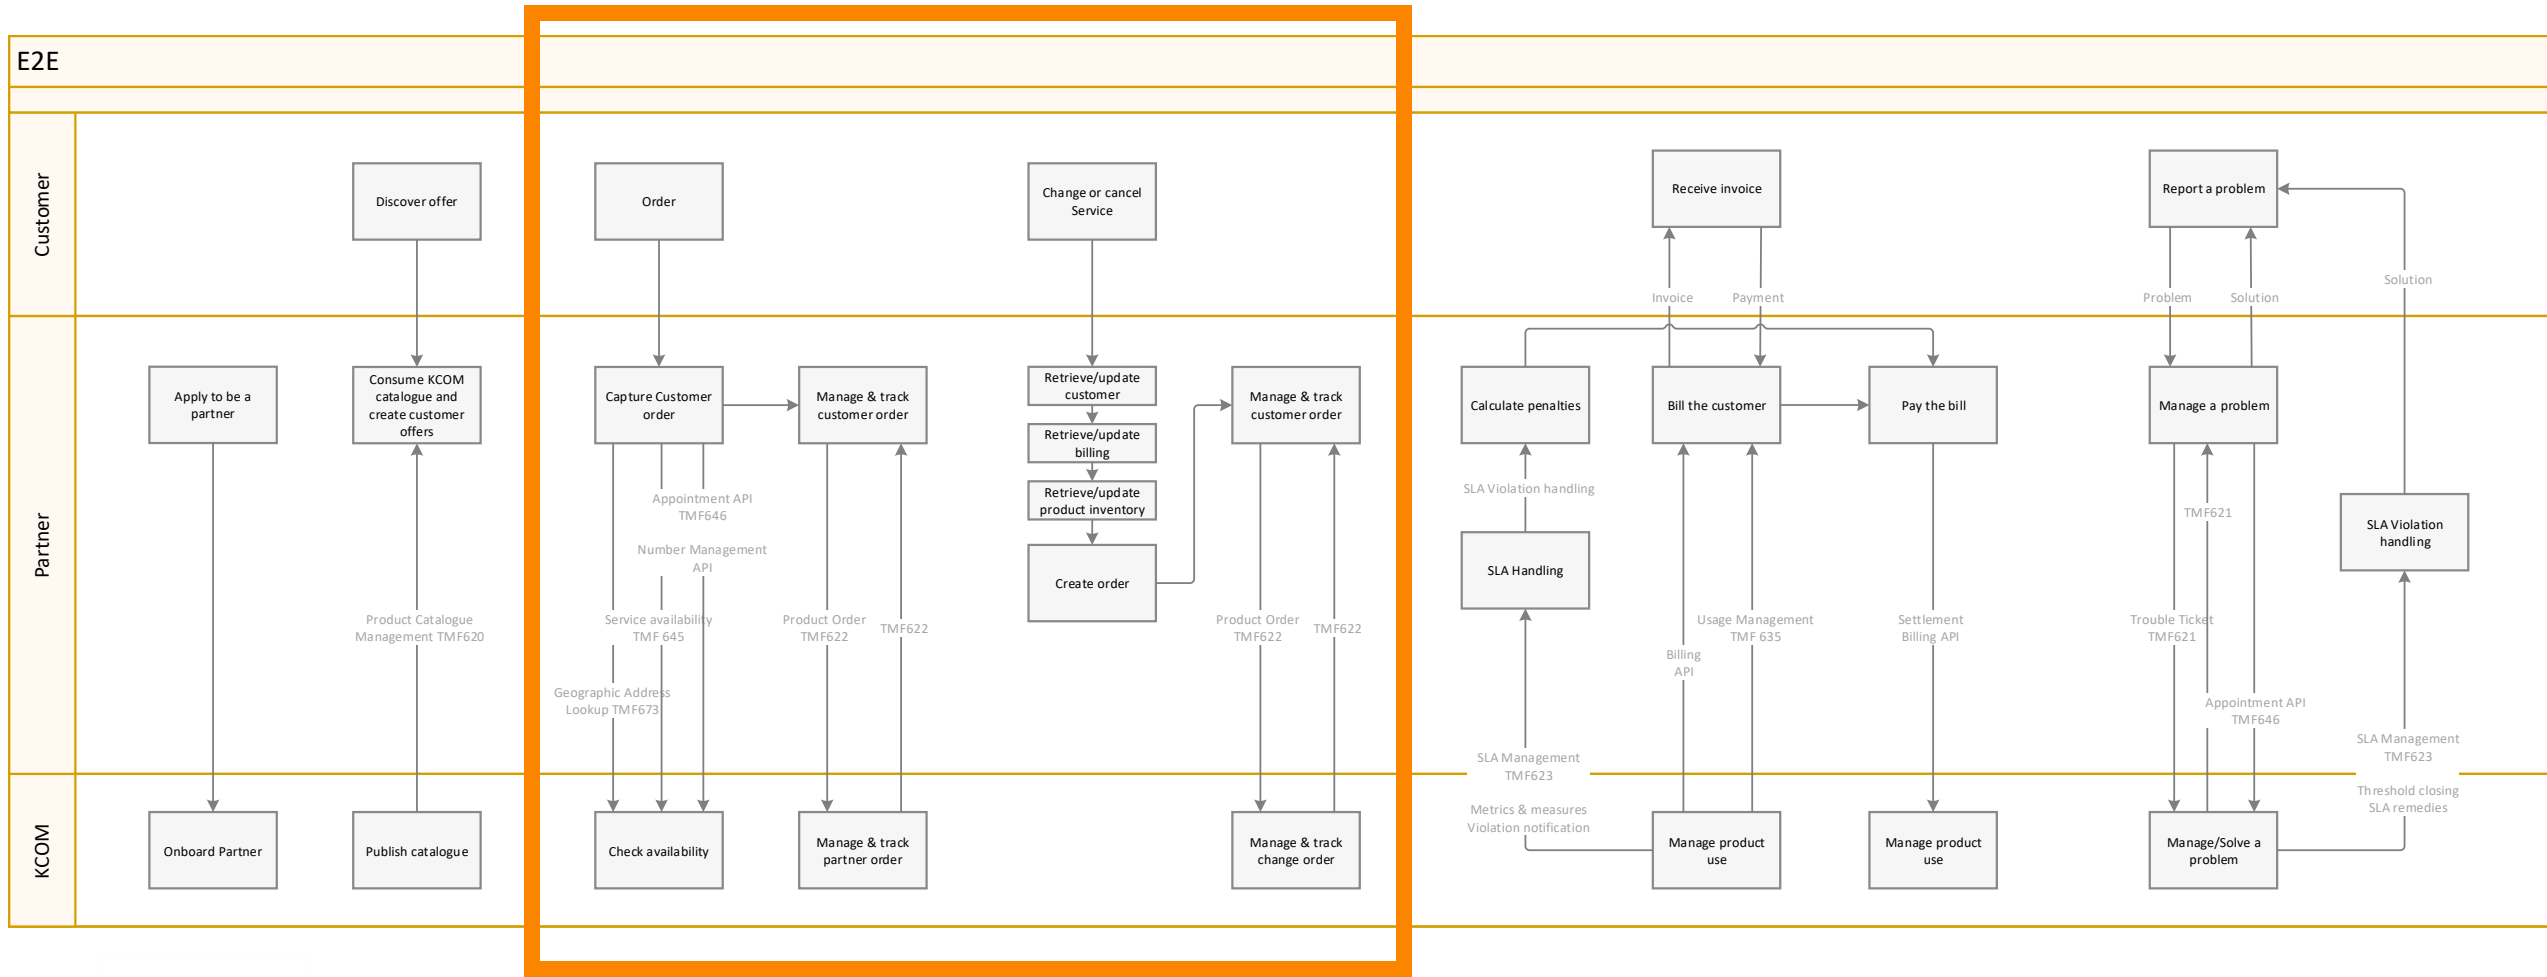 E2E
Customer
Discover offer
Order
Change or cancel
Service
Receive invoice
Report a problem
Invoice
Payment
Problem
Solution
Solution
Partner
Apply to be a
partner
Consume KCOM
catalogue and
create customer
offers
Capture Customer
order
Manage & track
customer order
Retrieve/update
customer
Retrieve/update
billing
Retrieve/update
product inventory
Create order
Manage & track
customer order
Calculate penalties
Bill the customer
Pay the bill
Manage a problem
SLA Violation handling
SLA Handling
SLA Violation
handling
Appointment API
TMF646
Number Management
API
Product Catalogue
Management TMF620
Service availability
TMF 645
Geographic Address
Lookup TMF673
Product Order
TMF622
TMF622
Product Order
TMF622
TMF622
SLA Management
TMF623
Billing
API
Usage Management
TMF 635
Settlement
Billing API
TMF621
Trouble Ticket
TMF621
Appointment API
TMF646
SLA Management
TMF623
KCOM
Onboard Partner
Publish catalogue
Check availability
Manage & track
partner order
Manage & track
change order
Metrics & measures
Violation notification
Manage product
use
Manage product
use
Manage/Solve a
problem
Threshold closing
SLA remedies